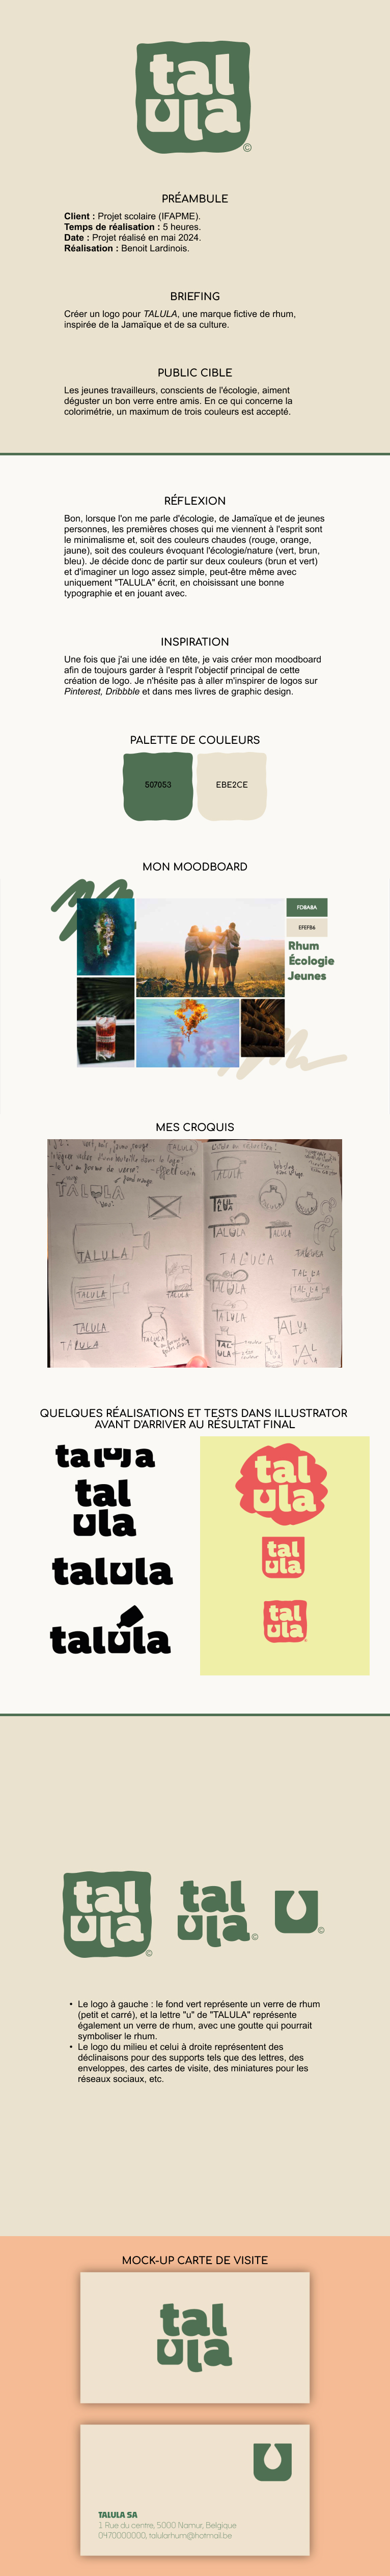 tal
ula
©
PRÉAMBULE
Client : Projet scolaire (IFAPME).
Temps de réalisation : 5 heures.
Date : Projet réalisé en mai 2024.
Réalisation : Benoit Lardinois.
BRIEFING
Créer un logo pour TALULA, une marque fictive de rhum,
inspirée de la Jamaïque et de sa culture.
PUBLIC CIBLE
Les jeunes travailleurs, conscients de l'écologie, aiment
déguster un bon verre entre amis. En ce qui concerne la
colorimétrie, un maximum de trois couleurs est accepté.
RÉFLEXION
Bon, lorsque l'on me parle d'écologie, de Jamaïque et de jeunes
personnes, les premières choses qui me viennent à l'esprit sont
le minimalisme et, soit des couleurs chaudes (rouge, orange,
jaune), soit des couleurs évoquant l'écologie/nature (vert, brun,
bleu). Je décide donc de partir sur deux couleurs (brun et vert)
et d'imaginer un logo assez simple, peut-être même avec
uniquement "TALULA" écrit, en choisissant une bonne
typographie et en jouant avec.
INSPIRATION
Une fois que j'ai une idée en tête, je vais créer mon moodboard
afin de toujours garder à l'esprit l'objectif principal de cette
création de logo. Je n'hésite pas à aller m'inspirer de logos sur
Pinterest, Dribbble et dans mes livres de graphic design.
PALETTE DE COULEURS
507053
EBE2CE
MON MOODBOARD
FDBABA
EFEFB6
Rhum
Écologie
Jeunes
MES CROQUIS
TALULA
TALULA
TALULA
TALULA
TALULA
TALULA
TALULA
TALULA
QUELQUES RÉALISATIONS ET TESTS DANS ILLUSTRATOR
AVANT D'ARRIVER AU RÉSULTAT FINAL
talula
tal
ula
talula
talula
tal
ula
tal
ula
tal
ula
tal
ula
©
tal
ula
©
©
• Le logo à gauche : le fond vert représente un verre de rhum
(petit et carré), et la lettre "u" de "TALULA" représente
également un verre de rhum, avec une goutte qui pourrait
symboliser le rhum.
• Le logo du milieu et celui à droite représentent des
déclinaisons pour des supports tels que des lettres, des
enveloppes, des cartes de visite, des miniatures pour les
réseaux sociaux, etc.
MOCK-UP CARTE DE VISITE
tal
ula
TALULA SA
1 Rue du centre, 5000 Namur, Belgique
0470000000, talularhum@hotmail.be